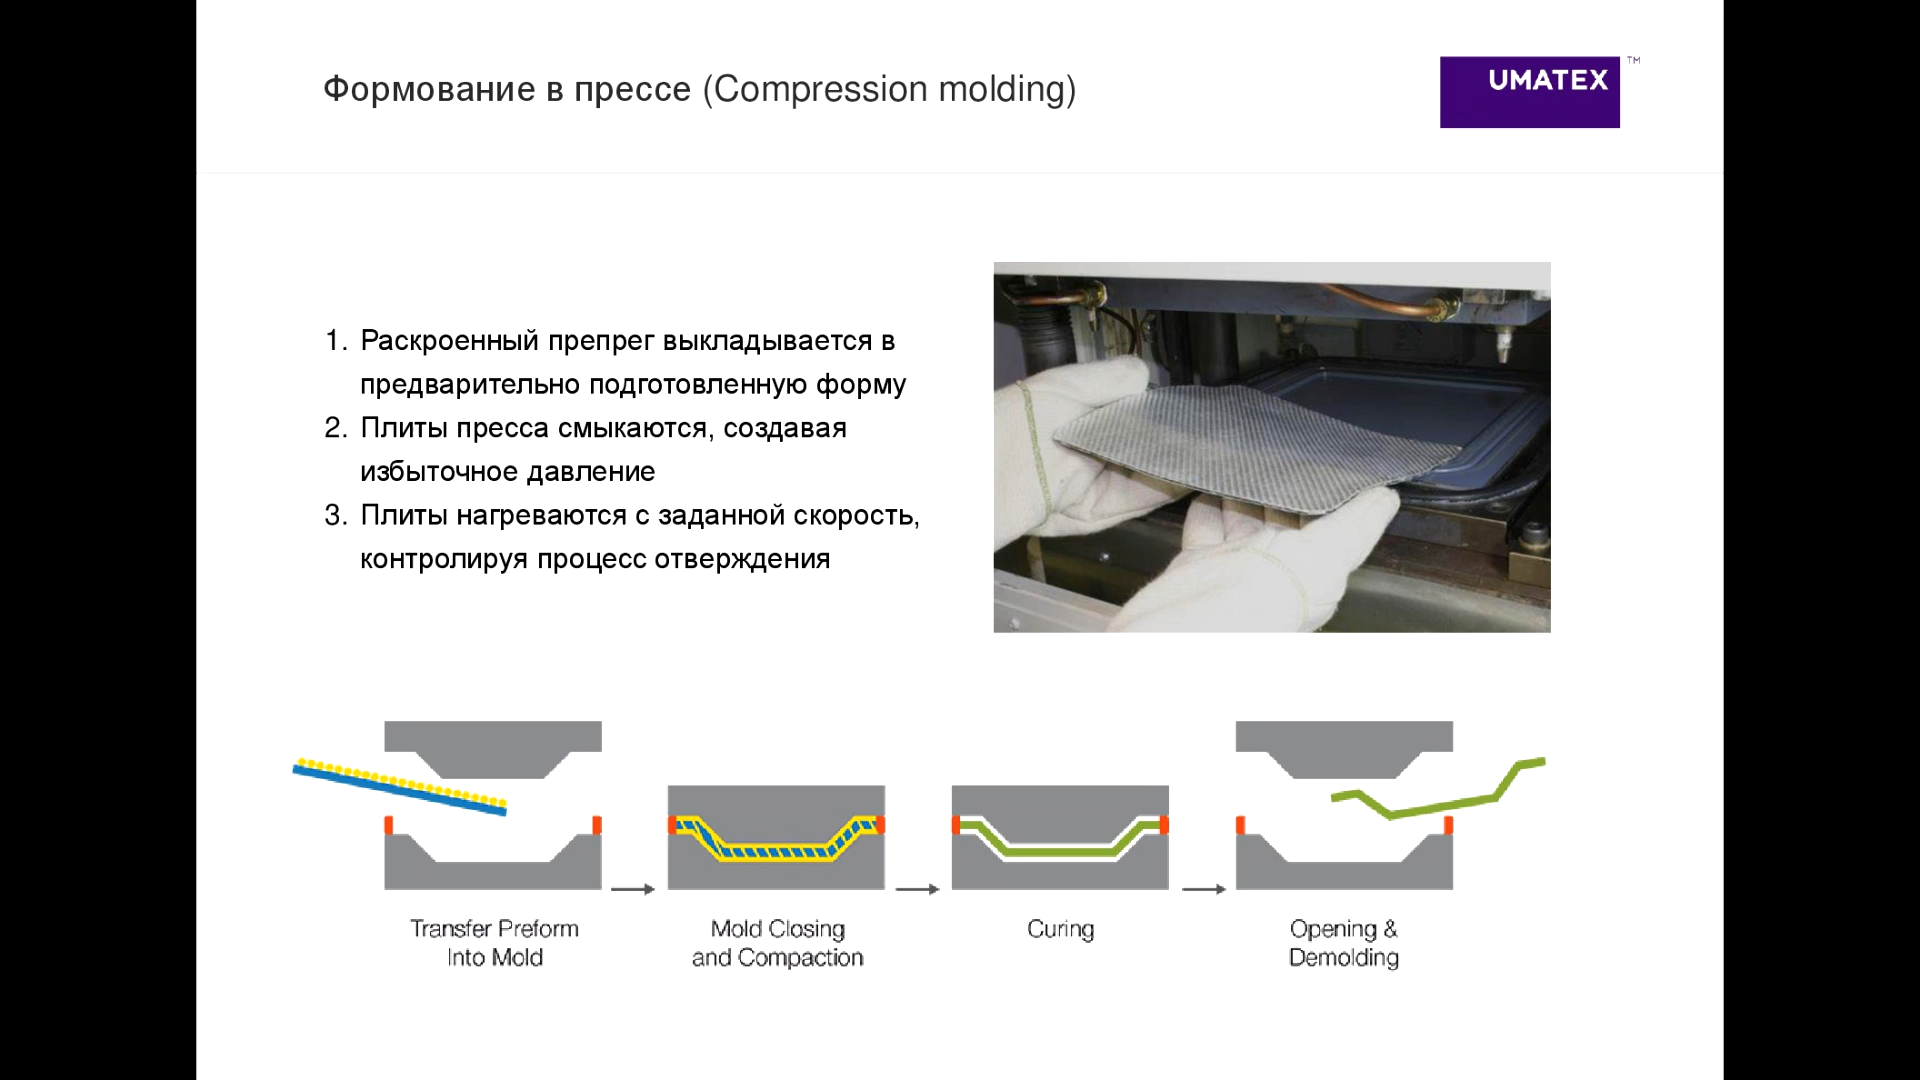 Формование в прессе (Compression molding)
UMATEX
TM
1. Раскроенный препрег выкладывается в
предварительно подготовленную форму
2. Плиты пресса смыкаются, создавая
избыточное давление
3. Плиты нагреваются с заданной скорость,
контролируя процесс отверждения
Transfer Preform
Into Mold
Mold Closing
and Compaction
Curing
Opening &
Demolding